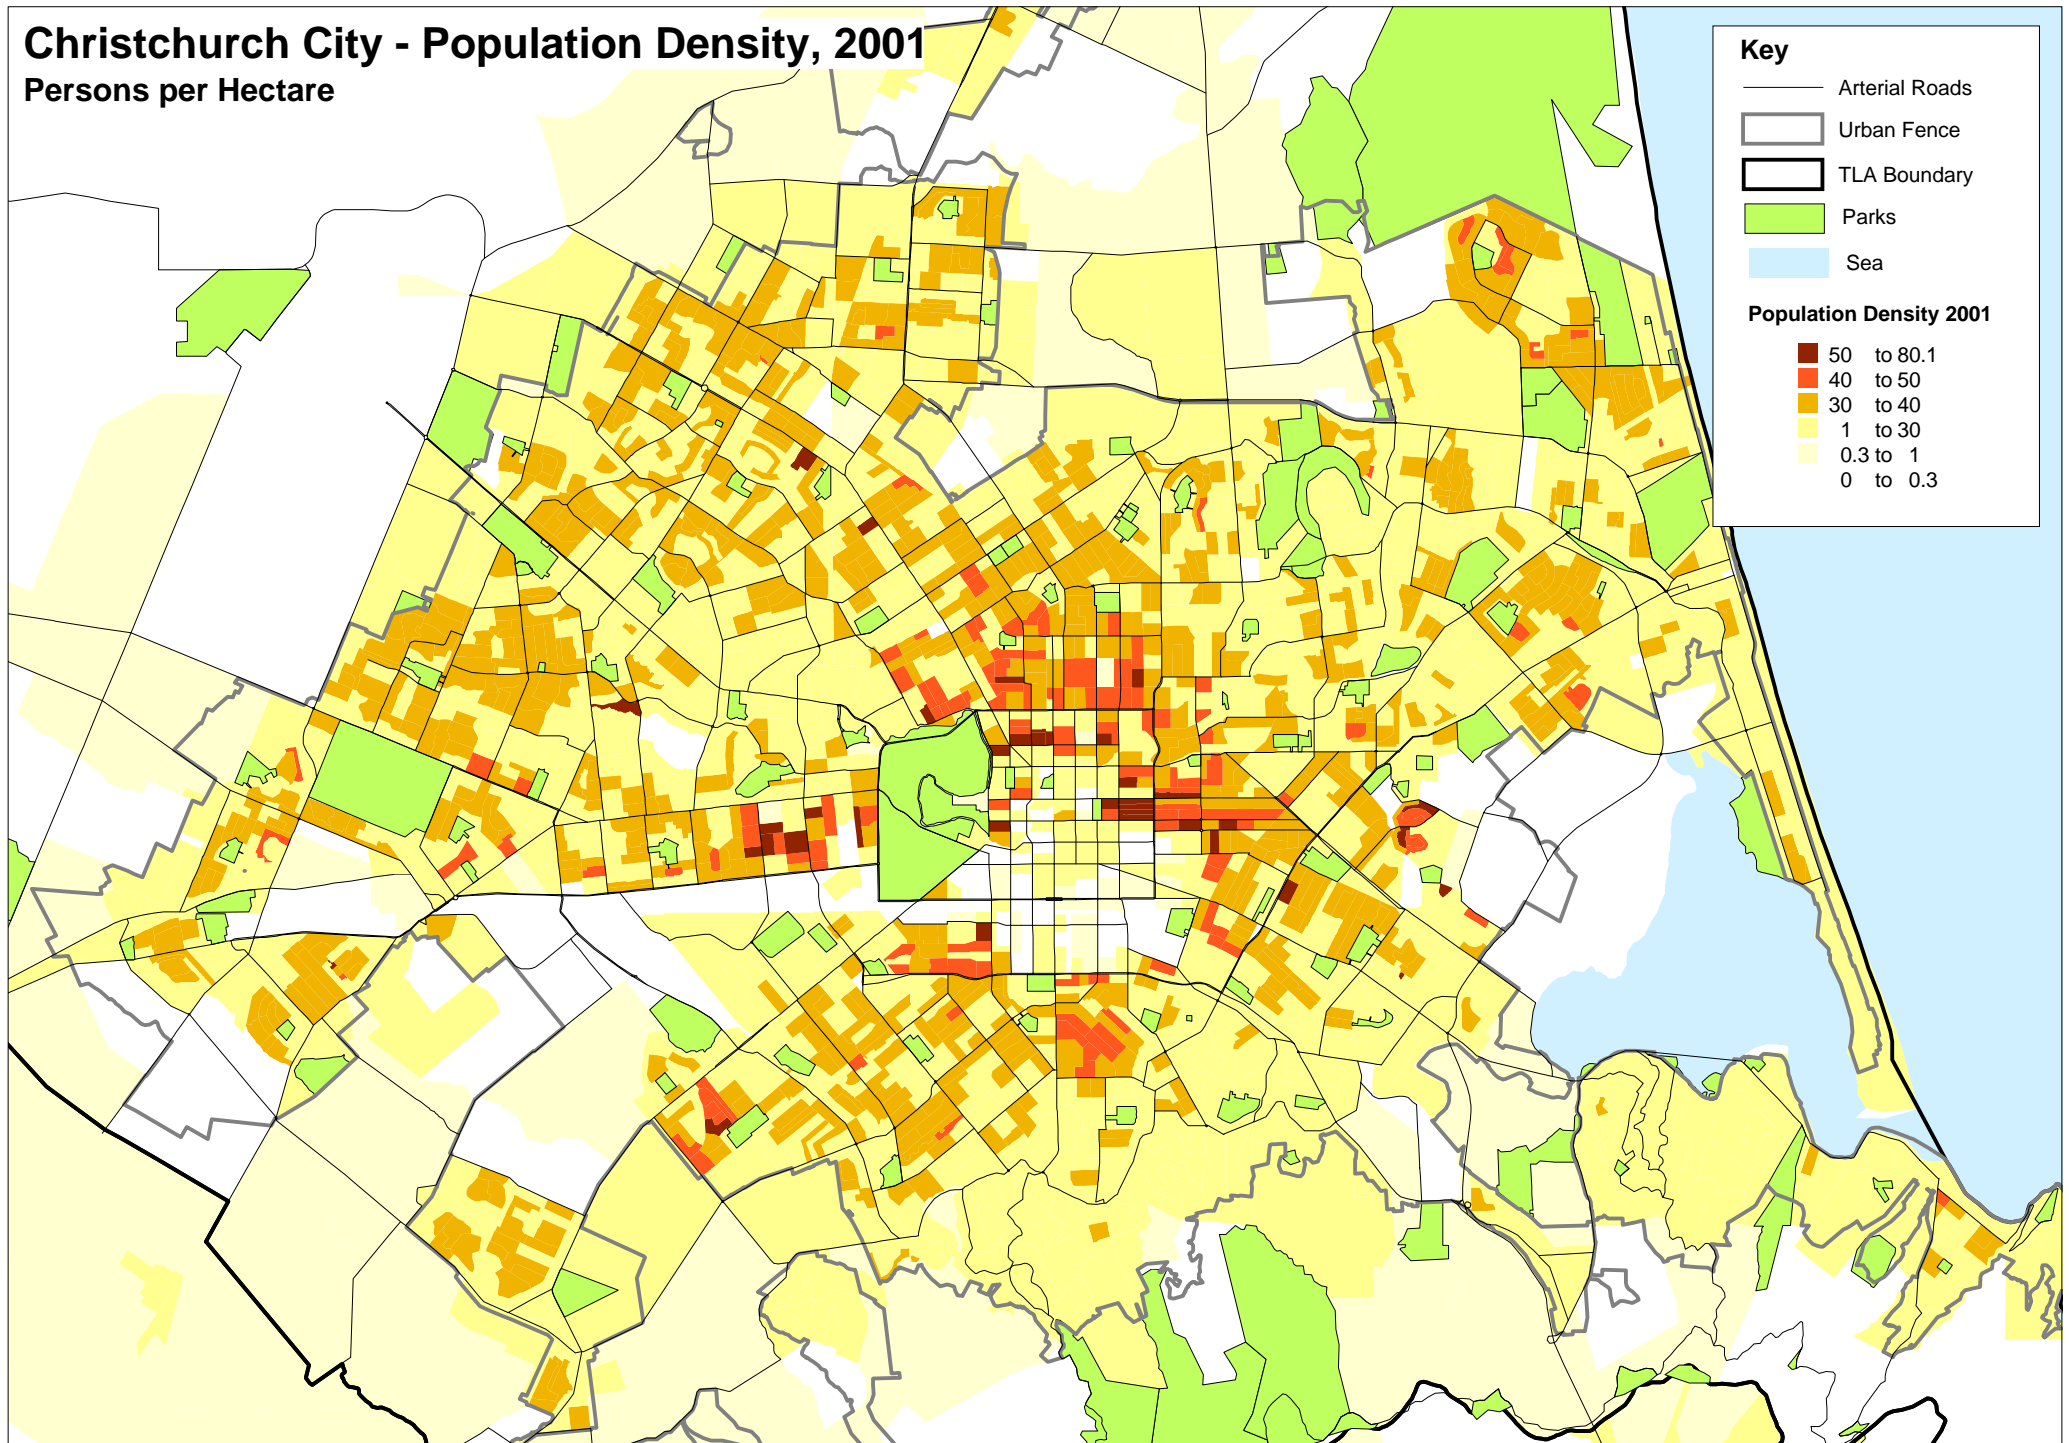 Christchurch City - Population Density, 2001
Persons per Hectare
Key
Arterial Roads
Urban Fence
TLA Boundary
Parks
Sea
Population Density 2001
50 to 80.1
40 to 50
30 to 40
1 to 30
0.3 to 1
0 to 0.3